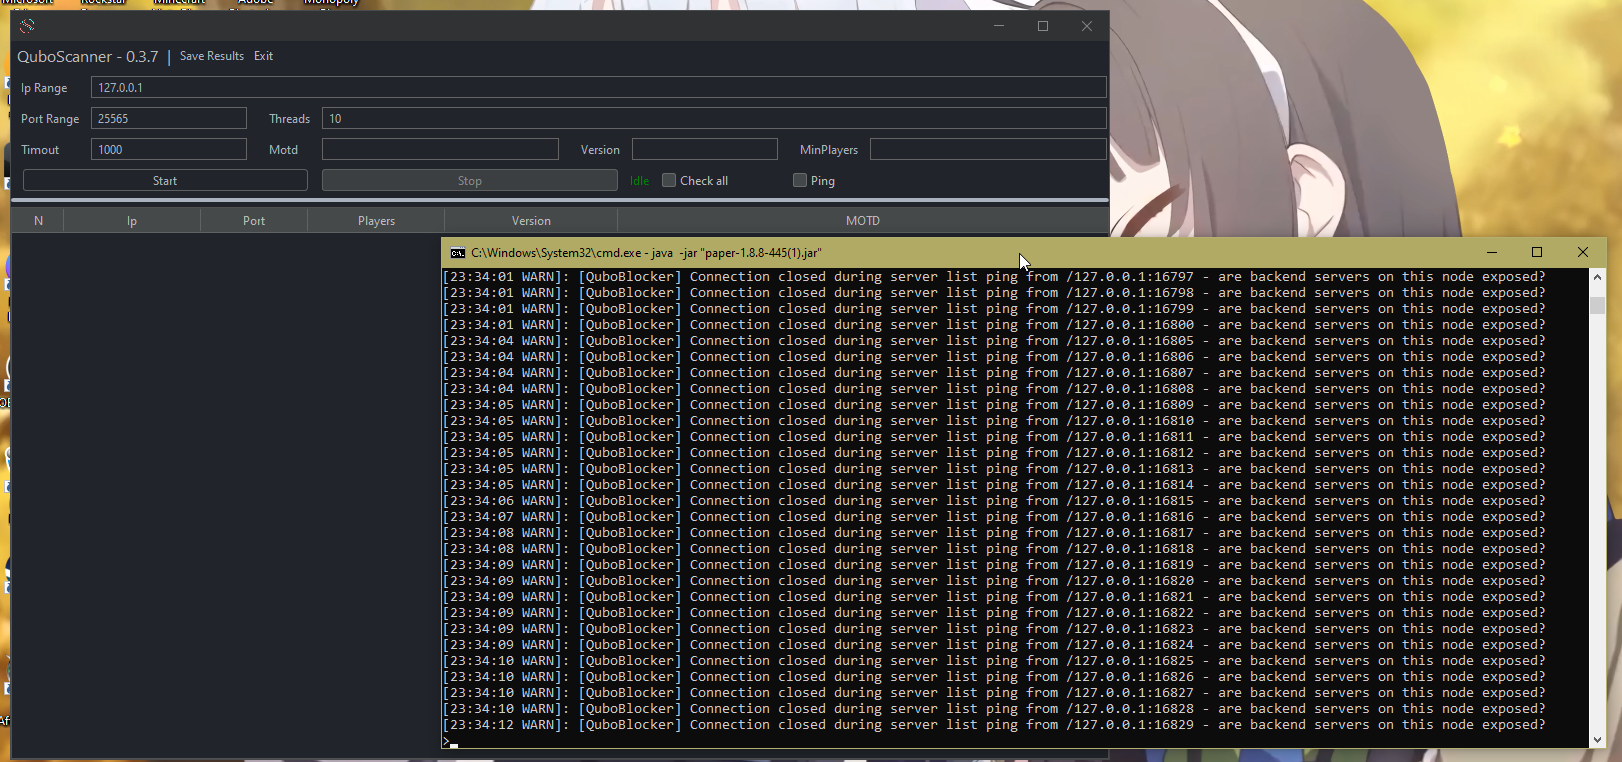 Microsoft Rockstar Minecraft Adobe Monopoly
QuboScanner - 0.3.7 | Save Results Exit
Ip Range 127.0.0.1
Port Range 25565 Threads 10
Timout 1000 Motd Version MinPlayers
Start Stop Idle Check all Ping
N Ip Port Players Version MOTD
C:\Windows\System32\cmd.exe - java  -jar "paper-1.8.8-445(1).jar"
[23:34:01 WARN]: [QuboBlocker] Connection closed during server list ping from /127.0.0.1:16797 - are backend servers on this node exposed?
[23:34:01 WARN]: [QuboBlocker] Connection closed during server list ping from /127.0.0.1:16798 - are backend servers on this node exposed?
[23:34:01 WARN]: [QuboBlocker] Connection closed during server list ping from /127.0.0.1:16799 - are backend servers on this node exposed?
[23:34:01 WARN]: [QuboBlocker] Connection closed during server list ping from /127.0.0.1:16800 - are backend servers on this node exposed?
[23:34:04 WARN]: [QuboBlocker] Connection closed during server list ping from /127.0.0.1:16805 - are backend servers on this node exposed?
[23:34:04 WARN]: [QuboBlocker] Connection closed during server list ping from /127.0.0.1:16806 - are backend servers on this node exposed?
[23:34:04 WARN]: [QuboBlocker] Connection closed during server list ping from /127.0.0.1:16807 - are backend servers on this node exposed?
[23:34:04 WARN]: [QuboBlocker] Connection closed during server list ping from /127.0.0.1:16808 - are backend servers on this node exposed?
[23:34:05 WARN]: [QuboBlocker] Connection closed during server list ping from /127.0.0.1:16809 - are backend servers on this node exposed?
[23:34:05 WARN]: [QuboBlocker] Connection closed during server list ping from /127.0.0.1:16810 - are backend servers on this node exposed?
[23:34:05 WARN]: [QuboBlocker] Connection closed during server list ping from /127.0.0.1:16811 - are backend servers on this node exposed?
[23:34:05 WARN]: [QuboBlocker] Connection closed during server list ping from /127.0.0.1:16812 - are backend servers on this node exposed?
[23:34:05 WARN]: [QuboBlocker] Connection closed during server list ping from /127.0.0.1:16813 - are backend servers on this node exposed?
[23:34:05 WARN]: [QuboBlocker] Connection closed during server list ping from /127.0.0.1:16814 - are backend servers on this node exposed?
[23:34:06 WARN]: [QuboBlocker] Connection closed during server list ping from /127.0.0.1:16815 - are backend servers on this node exposed?
[23:34:07 WARN]: [QuboBlocker] Connection closed during server list ping from /127.0.0.1:16816 - are backend servers on this node exposed?
[23:34:08 WARN]: [QuboBlocker] Connection closed during server list ping from /127.0.0.1:16817 - are backend servers on this node exposed?
[23:34:08 WARN]: [QuboBlocker] Connection closed during server list ping from /127.0.0.1:16818 - are backend servers on this node exposed?
[23:34:09 WARN]: [QuboBlocker] Connection closed during server list ping from /127.0.0.1:16819 - are backend servers on this node exposed?
[23:34:09 WARN]: [QuboBlocker] Connection closed during server list ping from /127.0.0.1:16820 - are backend servers on this node exposed?
[23:34:09 WARN]: [QuboBlocker] Connection closed during server list ping from /127.0.0.1:16821 - are backend servers on this node exposed?
[23:34:09 WARN]: [QuboBlocker] Connection closed during server list ping from /127.0.0.1:16822 - are backend servers on this node exposed?
[23:34:09 WARN]: [QuboBlocker] Connection closed during server list ping from /127.0.0.1:16823 - are backend servers on this node exposed?
[23:34:09 WARN]: [QuboBlocker] Connection closed during server list ping from /127.0.0.1:16824 - are backend servers on this node exposed?
[23:34:10 WARN]: [QuboBlocker] Connection closed during server list ping from /127.0.0.1:16825 - are backend servers on this node exposed?
[23:34:10 WARN]: [QuboBlocker] Connection closed during server list ping from /127.0.0.1:16826 - are backend servers on this node exposed?
[23:34:10 WARN]: [QuboBlocker] Connection closed during server list ping from /127.0.0.1:16827 - are backend servers on this node exposed?
[23:34:10 WARN]: [QuboBlocker] Connection closed during server list ping from /127.0.0.1:16828 - are backend servers on this node exposed?
[23:34:12 WARN]: [QuboBlocker] Connection closed during server list ping from /127.0.0.1:16829 - are backend servers on this node exposed?
>